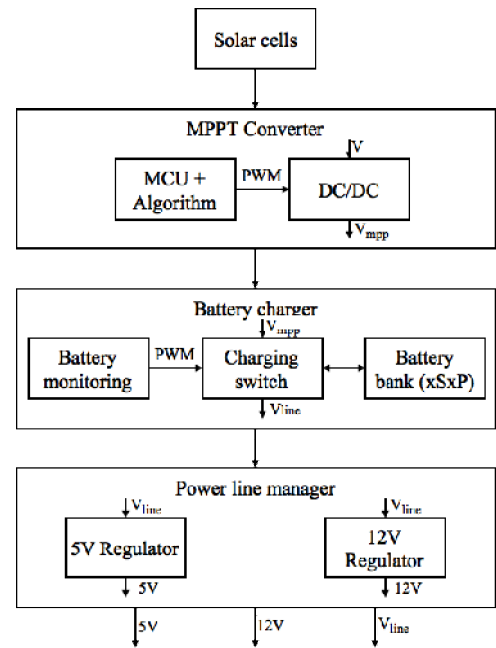 Solar cells
MPPT Converter
V
MCU +
Algorithm
PWM
DC/DC
Vmpp
Battery charger
Vmpp
Battery
monitoring
PWM
Charging
switch
Battery
bank (xSxP)
Vline
Power line manager
Vline
Vline
5V Regulator
12V
Regulator
5V
12V
5V
12V
Vline